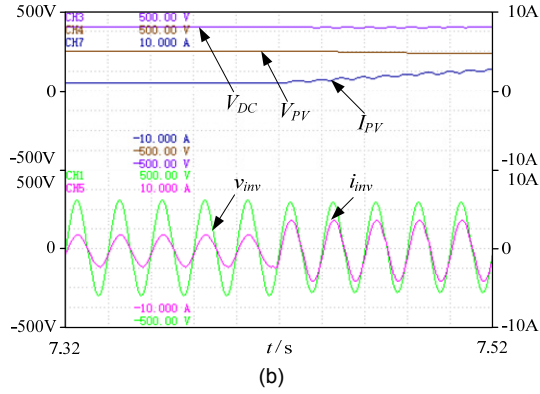 500V
CH3 500.00 V
CH4 500.00 V
CH7 10.000 A
10A
0
0
V_DC
V_PV
I_PV
-10.000 A
-500.00 V
-500.00 V
-500V
-10A
500V
CH1 500.00 V
CH5 10.000 A
10A
v_inv
i_inv
0
0
-10.000 A
-500.00 V
-500V
-10A
7.32
t / s
7.52
(b)